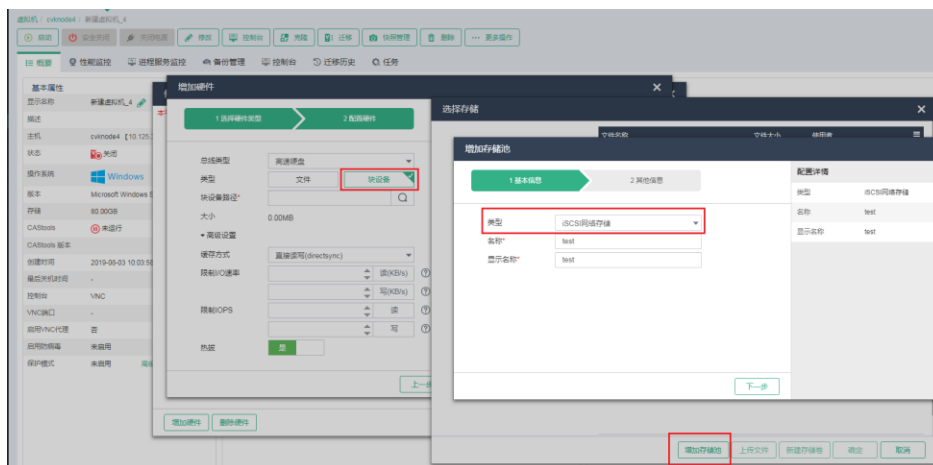 虚拟机 / cvknode4 / 新建虚拟机_4
启动 安全关闭 关闭电源 修改 控制台 克隆 迁移 快照管理 删除 ··· 更多操作
概要 性能监控 进程服务监控 备份管理 控制台 迁移历史 任务
基本属性
显示名称 新建虚拟机_4
描述
主机 cvknode4 【10.125.
状态 关闭
操作系统 Windows
版本 Microsoft Windows S
存储 80.00GB
CAStools 未运行
CAStools 版本
创建时间 2019-08-03 10:03:56
最后关机时间 -
控制台 VNC
VNC端口 -
启用VNC代理 否
启用防病毒 未启用
保护模式 未启用
增加硬件
1 选择硬件类型 2 配置硬件
总线类型 高速硬盘
类型 文件 块设备
块设备路径*
大小 0.00MB
高级设置
缓存方式 直接读写(directsync)
限制I/O速率 读(KB/s)
写(KB/s)
限制IOPS 读
写
热拔 是
上一步
增加硬件 删除硬件
选择存储
文件名称 文件大小 使用者
增加存储池
1 基本信息 2 其他信息
类型 iSCSI网络存储
名称* test
显示名称* test
配置详情
类型 iSCSI网络存储
名称 test
显示名称 test
下一步
增加存储池 上传文件 新建存储卷 确定 取消